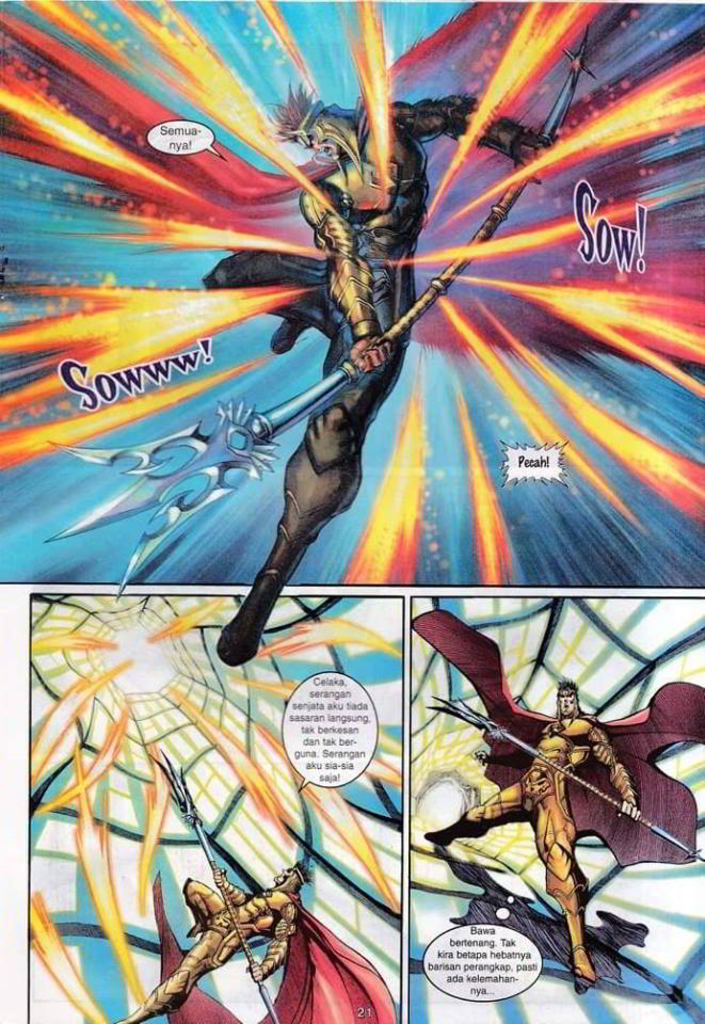 Semua-
nya!
Sow!
Sowww!
Pecah!
Celaka,
serangan
senjata aku tiada
sasaran langsung,
tak berkesan
dan tak ber-
guna. Serangan
aku sia-sia
saja!
Bawa
bertenang. Tak
kira betapa hebatnya
barisan perangkap, pasti
ada kelemahan-
nya...
21